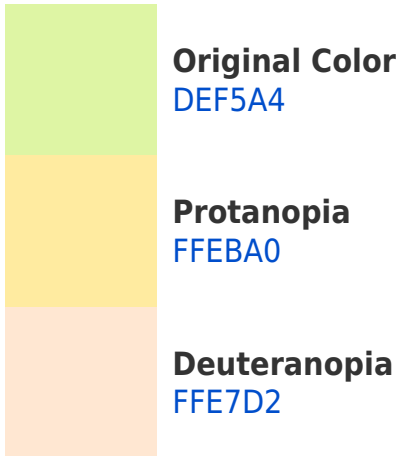 Original Color
DEF5A4
Protanopia
FFEBA0
Deuteranopia
FFE7D2